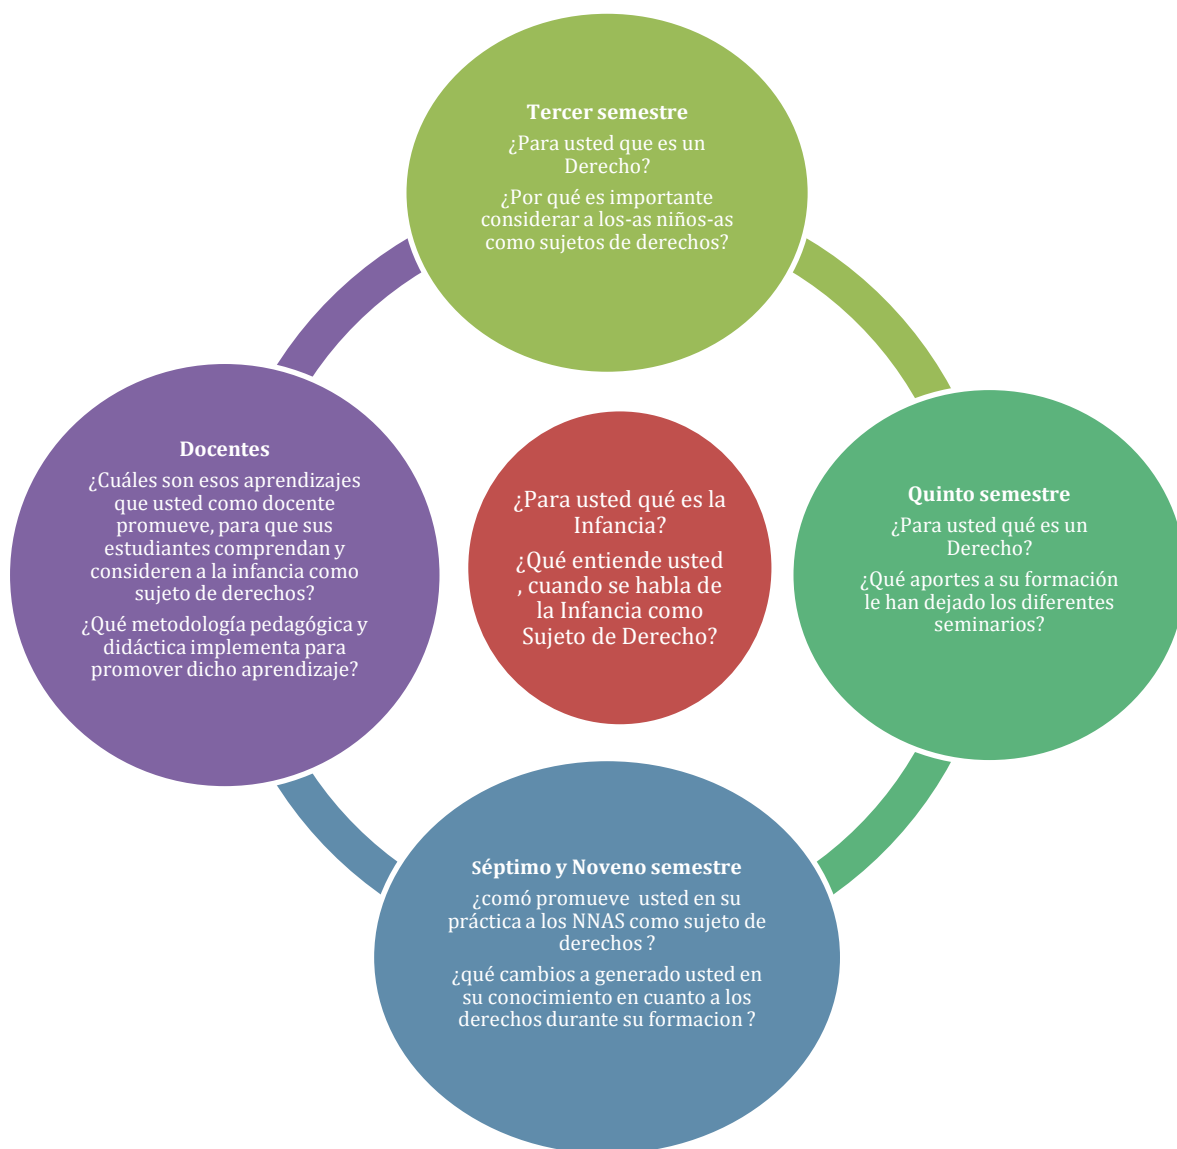 Tercer semestre
¿Para usted que es un
Derecho?
¿Por qué es importante
considerar a los-as niños-as
como sujetos de derechos?
Docentes
¿Cuáles son esos aprendizajes
que usted como docente
promueve, para que sus
estudiantes comprendan y
consideren a la infancia como
sujeto de derechos?
¿Qué metodología pedagógica y
didáctica implementa para
promover dicho aprendizaje?
¿Para usted qué es la
Infancia?
¿Qué entiende usted
, cuando se habla de
la Infancia como
Sujeto de Derecho?
Quinto semestre
¿Para usted qué es un
Derecho?
¿Qué aportes a su formación
le han dejado los diferentes
seminarios?
Séptimo y Noveno semestre
¿comó promueve usted en su
práctica a los NNAS como sujeto de
derechos ?
¿qué cambios a generado usted en
su conocimiento en cuanto a los
derechos durante su formacion ?